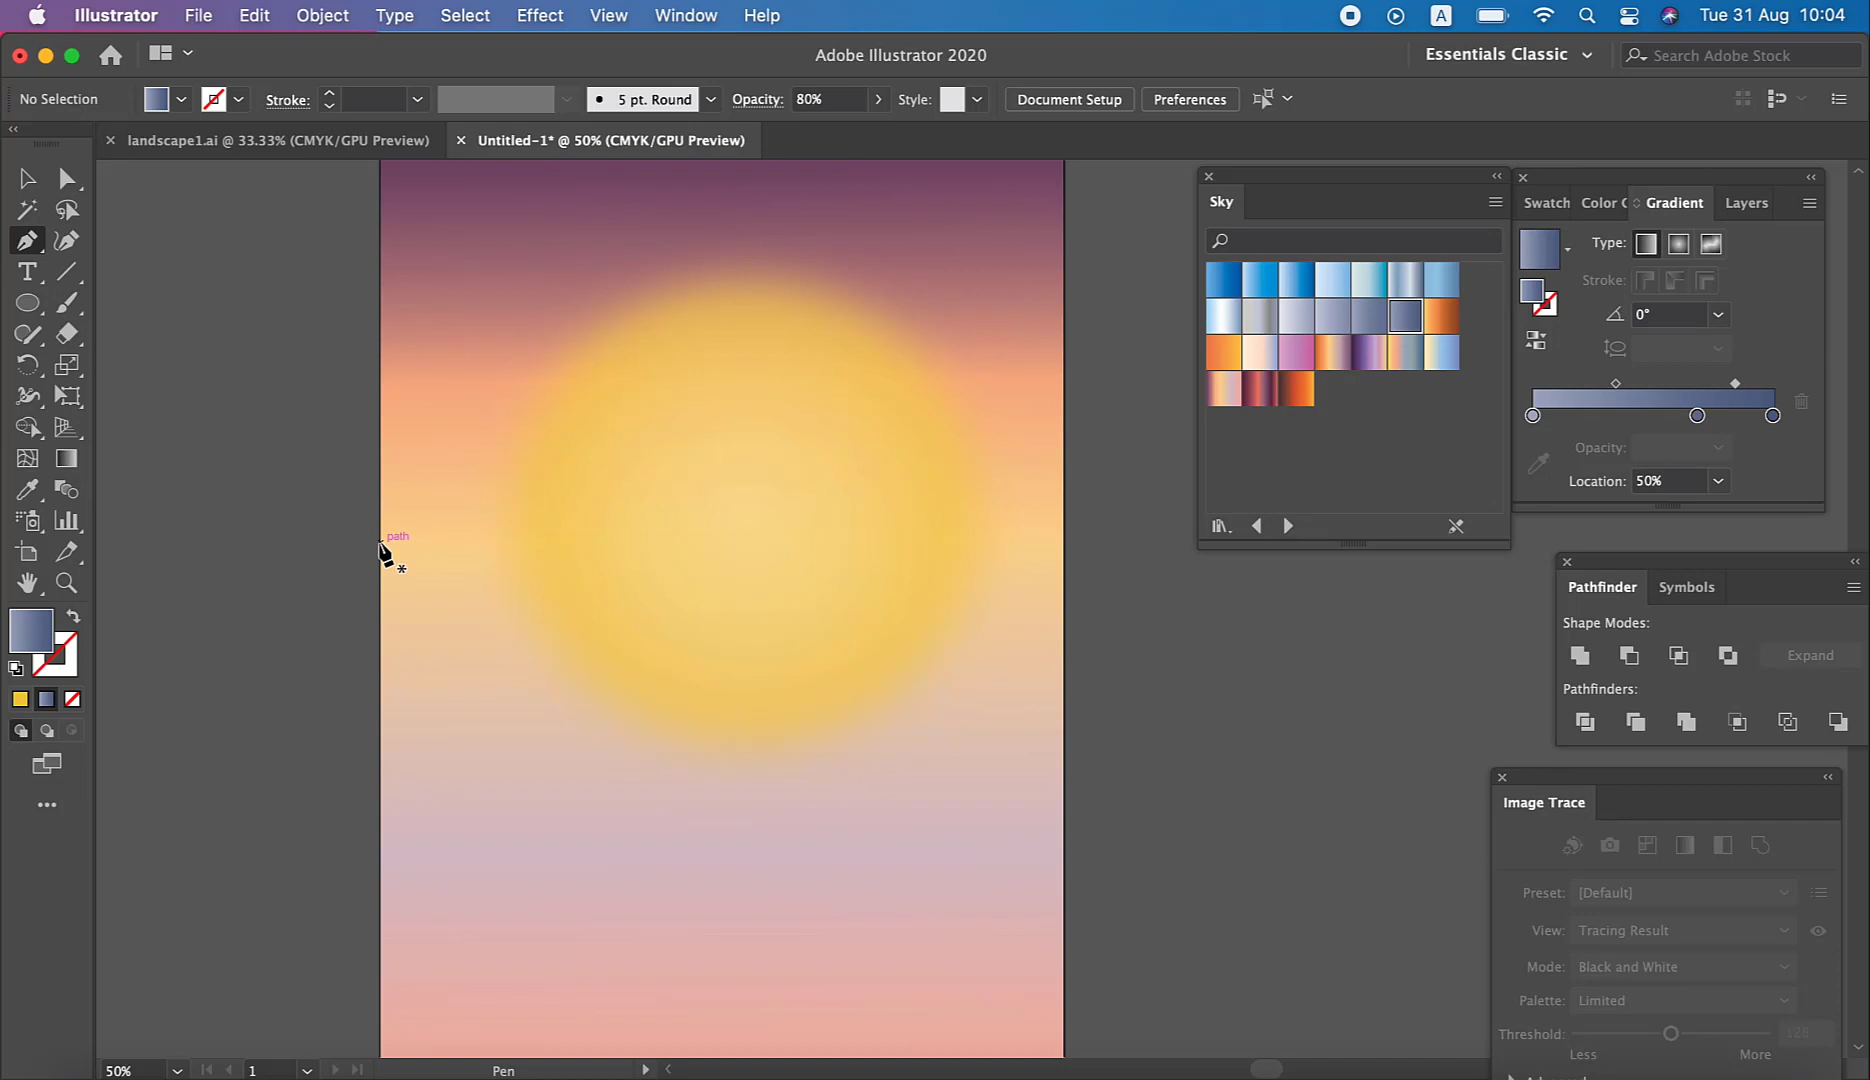 Illustrator File Edit Object Type Select Effect View Window Help A Tue 31 Aug 10:04
Adobe Illustrator 2020 Essentials Classic Search Adobe Stock
No Selection Stroke: 5 pt. Round Opacity: 80% Style: Document Setup Preferences
landscape1.ai @ 33.33% (CMYK/GPU Preview) Untitled-1* @ 50% (CMYK/GPU Preview)
Sky
Swatch Color C Gradient Layers
Type:
Stroke:
0°
Opacity:
Location: 50%
path
Pathfinder Symbols
Shape Modes:
Expand
Pathfinders:
Image Trace
Preset: [Default]
View: Tracing Result
Mode: Black and White
Palette: Limited
Threshold: 128
Less More
50% 1 Pen